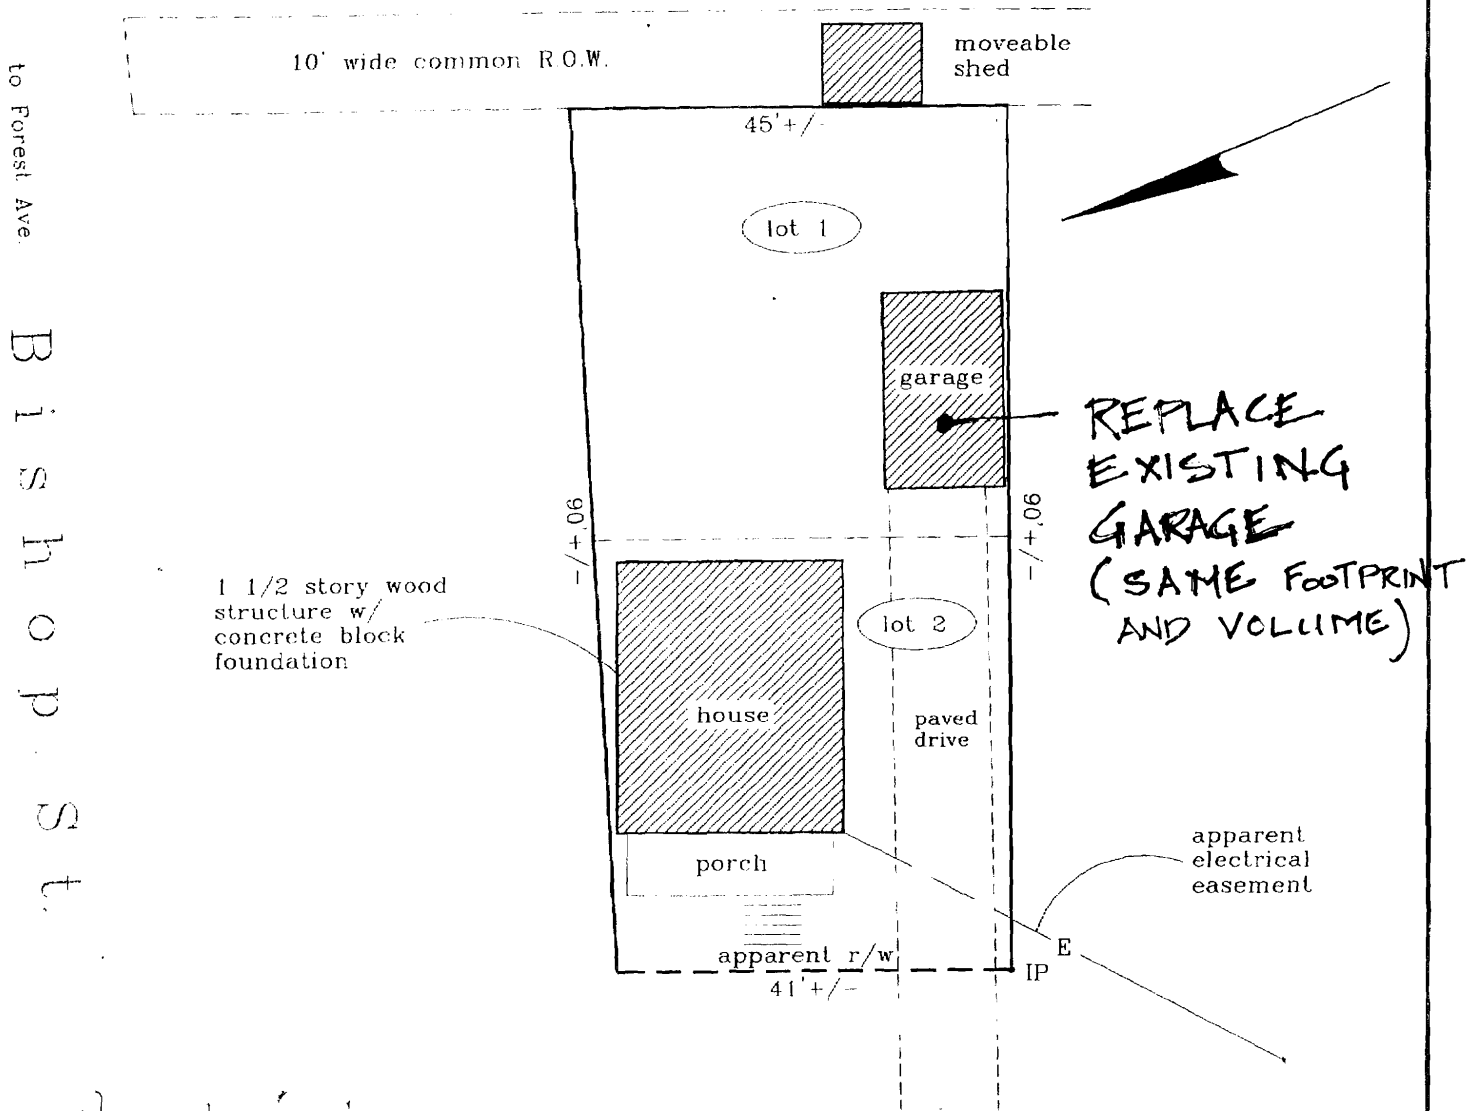 10' wide common R.O.W.
moveable
shed
to Forest Ave.
Bishop St.
45'+/-
lot 1
garage
REPLACE
EXISTING
GARAGE
(SAME FOOTPRINT
AND VOLUME)
90'+/-
90'+/-
1 1/2 story wood
structure w/
concrete block
foundation
lot 2
house
paved
drive
porch
apparent
electrical
easement
apparent r/w
E
IP
41'+/-